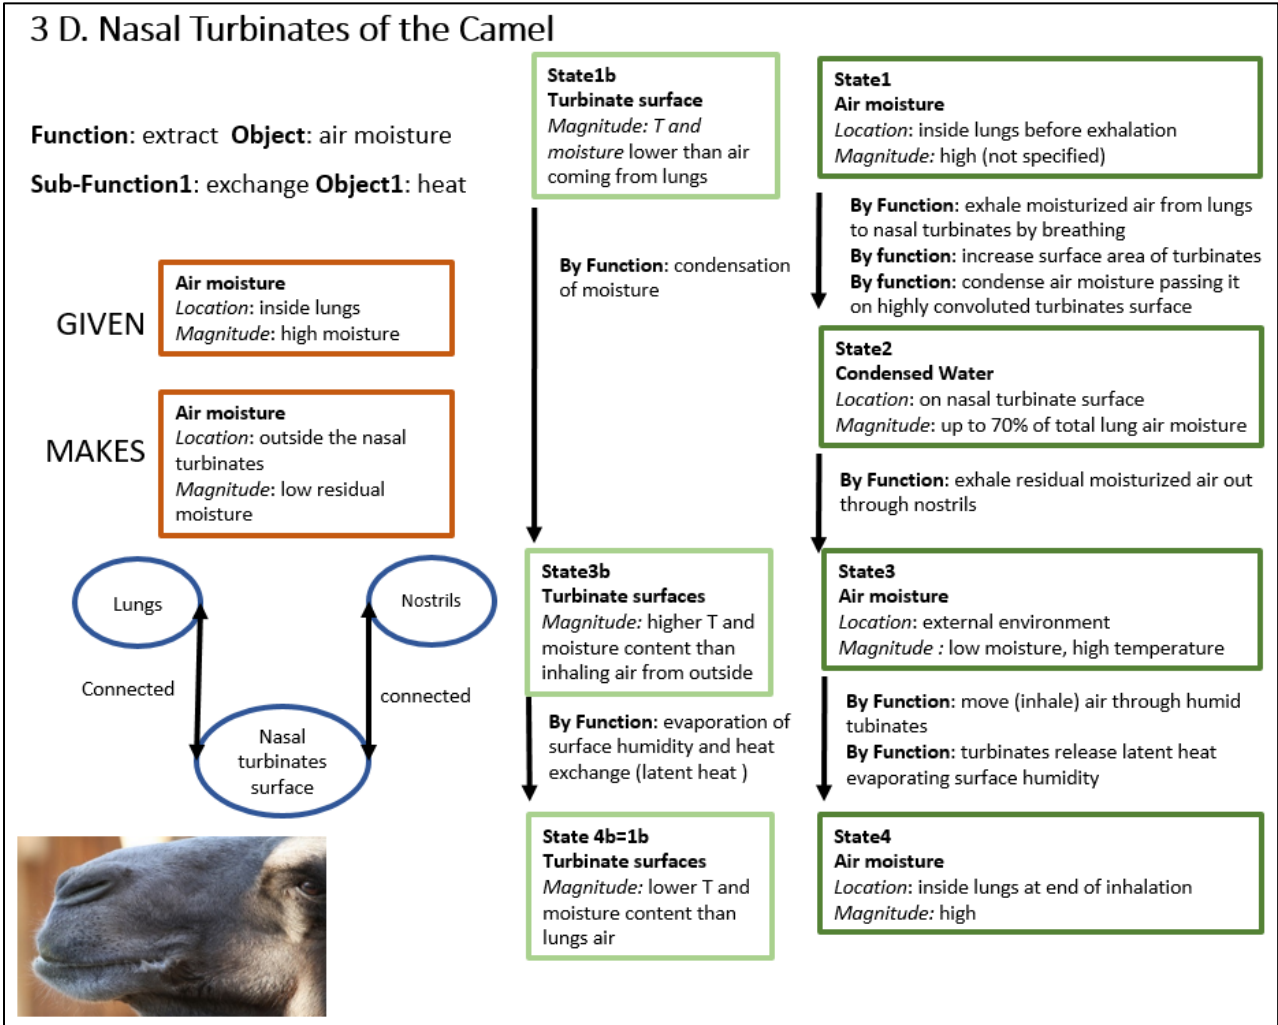 3 D. Nasal Turbinates of the Camel
Function: extract Object: air moisture
Sub-Function1: exchange Object1: heat
GIVEN
Air moisture
Location: inside lungs
Magnitude: high moisture
MAKES
Air moisture
Location: outside the nasal
turbinates
Magnitude: low residual
moisture
Lungs
Nostrils
Connected
connected
Nasal
turbinates
surface
State1b
Turbinate surface
Magnitude: T and
moisture lower than air
coming from lungs
By Function: condensation
of moisture
State3b
Turbinate surfaces
Magnitude: higher T and
moisture content than
inhaling air from outside
By Function: evaporation of
surface humidity and heat
exchange (latent heat )
State 4b=1b
Turbinate surfaces
Magnitude: lower T and
moisture content than
lungs air
State1
Air moisture
Location: inside lungs before exhalation
Magnitude: high (not specified)
By Function: exhale moisturized air from lungs
to nasal turbinates by breathing
By function: increase surface area of turbinates
By function: condense air moisture passing it
on highly convoluted turbinates surface
State2
Condensed Water
Location: on nasal turbinate surface
Magnitude: up to 70% of total lung air moisture
By Function: exhale residual moisturized air out
through nostrils
State3
Air moisture
Location: external environment
Magnitude : low moisture, high temperature
By Function: move (inhale) air through humid
tubinates
By Function: turbinates release latent heat
evaporating surface humidity
State4
Air moisture
Location: inside lungs at end of inhalation
Magnitude: high